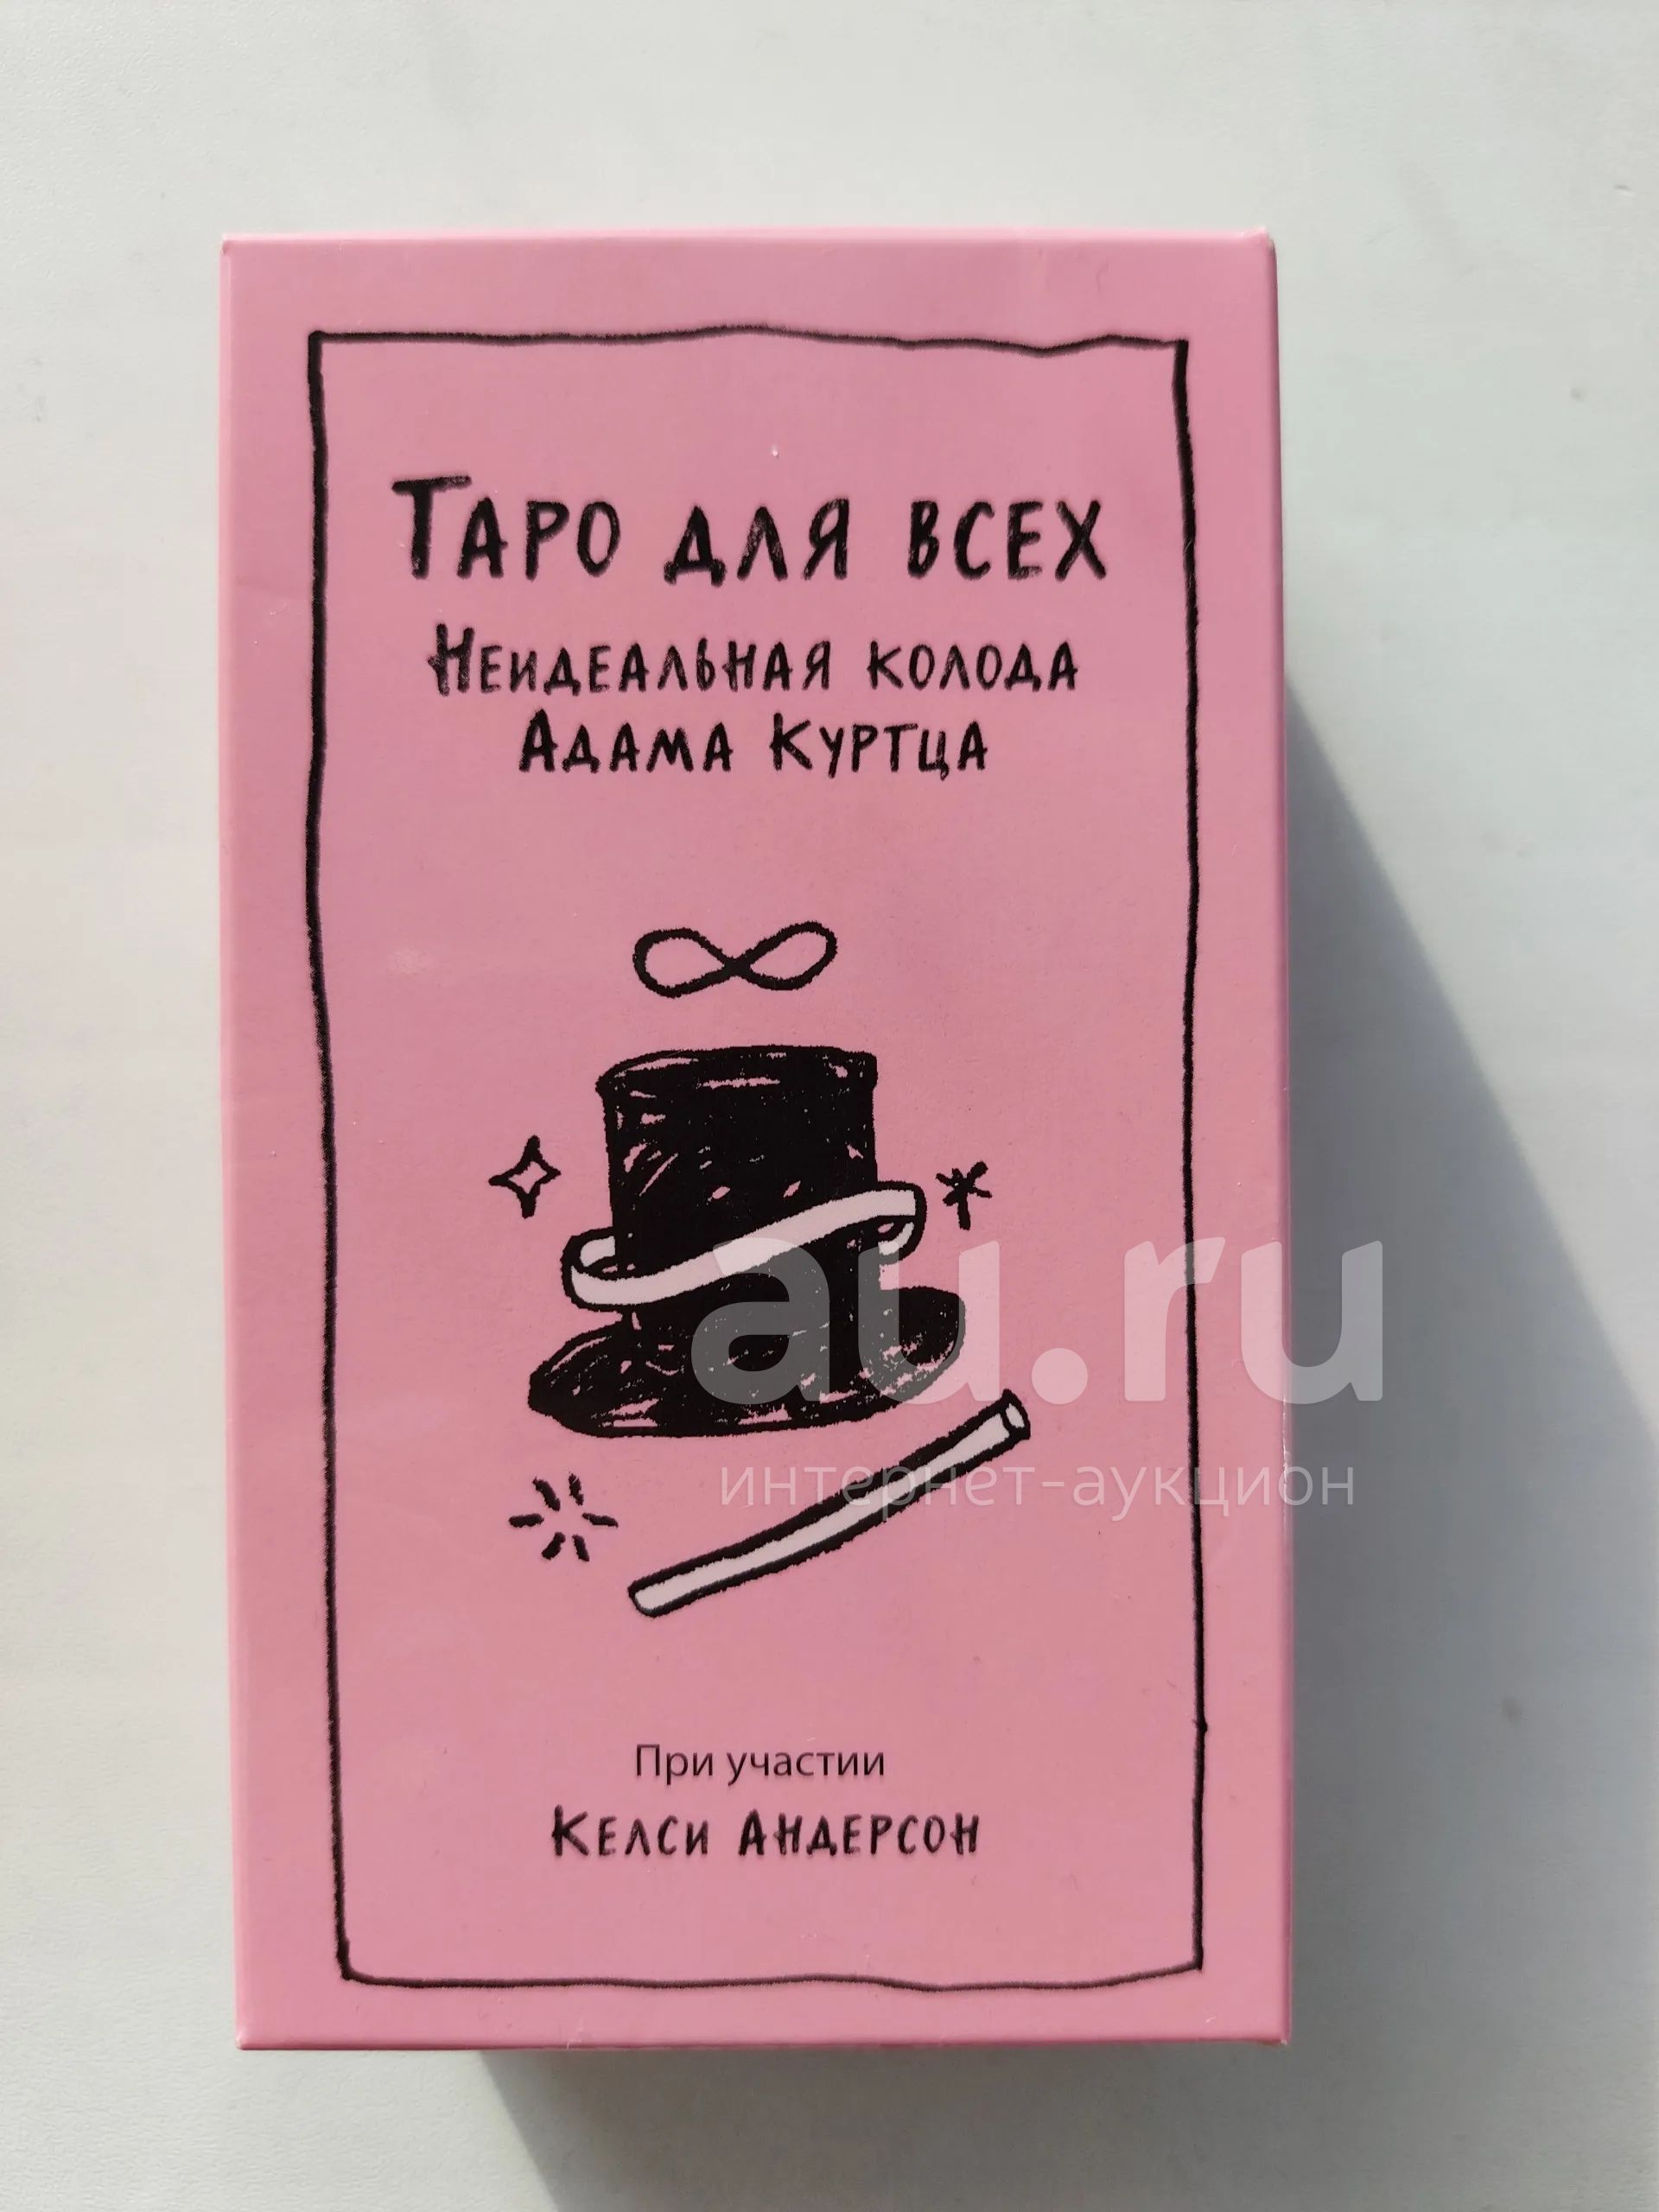 Таро для всех
Неидеальная колода
Адама Куртца
au.ru
интернет-аукцион
При участии
Келси Андерсон